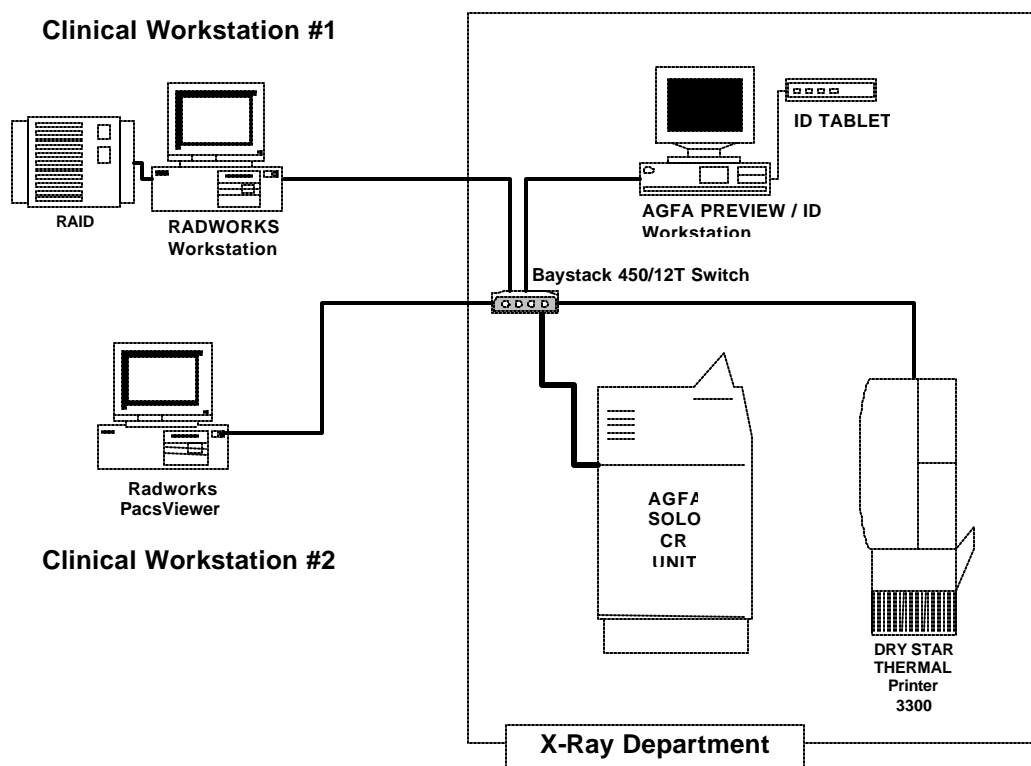 Clinical Workstation #1
ID TABLET
RAID
RADWORKS
Workstation
AGFA PREVIEW / ID
Workstation
Baystack 450/12T Switch
Radworks
PacsViewer
Clinical Workstation #2
AGFA
SOLO
CR
UNIT
DRY STAR
THERMAL
Printer
3300
X-Ray Department